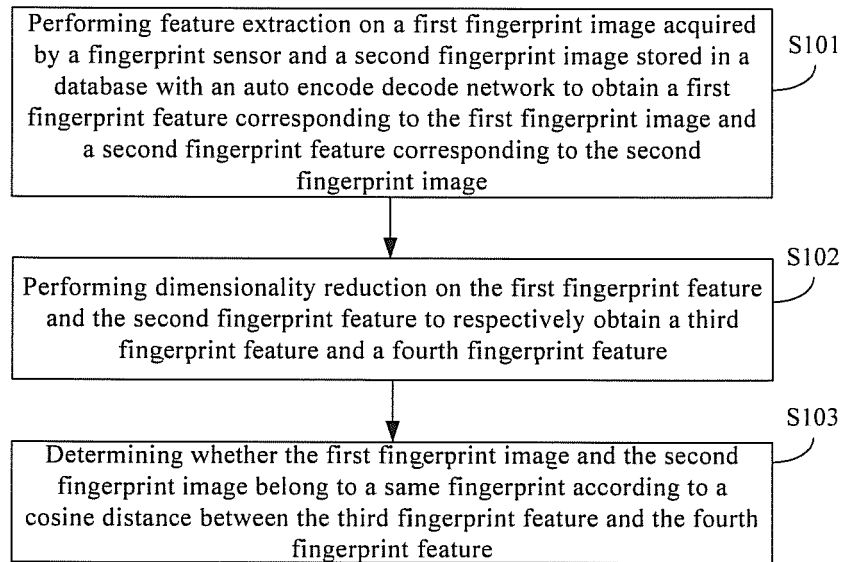 Performing feature extraction on a first fingerprint image acquired
by a fingerprint sensor and a second fingerprint image stored in a
database with an auto encode decode network to obtain a first
fingerprint feature corresponding to the first fingerprint image and
a second fingerprint feature corresponding to the second
fingerprint image
S101
Performing dimensionality reduction on the first fingerprint feature
and the second fingerprint feature to respectively obtain a third
fingerprint feature and a fourth fingerprint feature
S102
Determining whether the first fingerprint image and the second
fingerprint image belong to a same fingerprint according to a
cosine distance between the third fingerprint feature and the fourth
fingerprint feature
S103